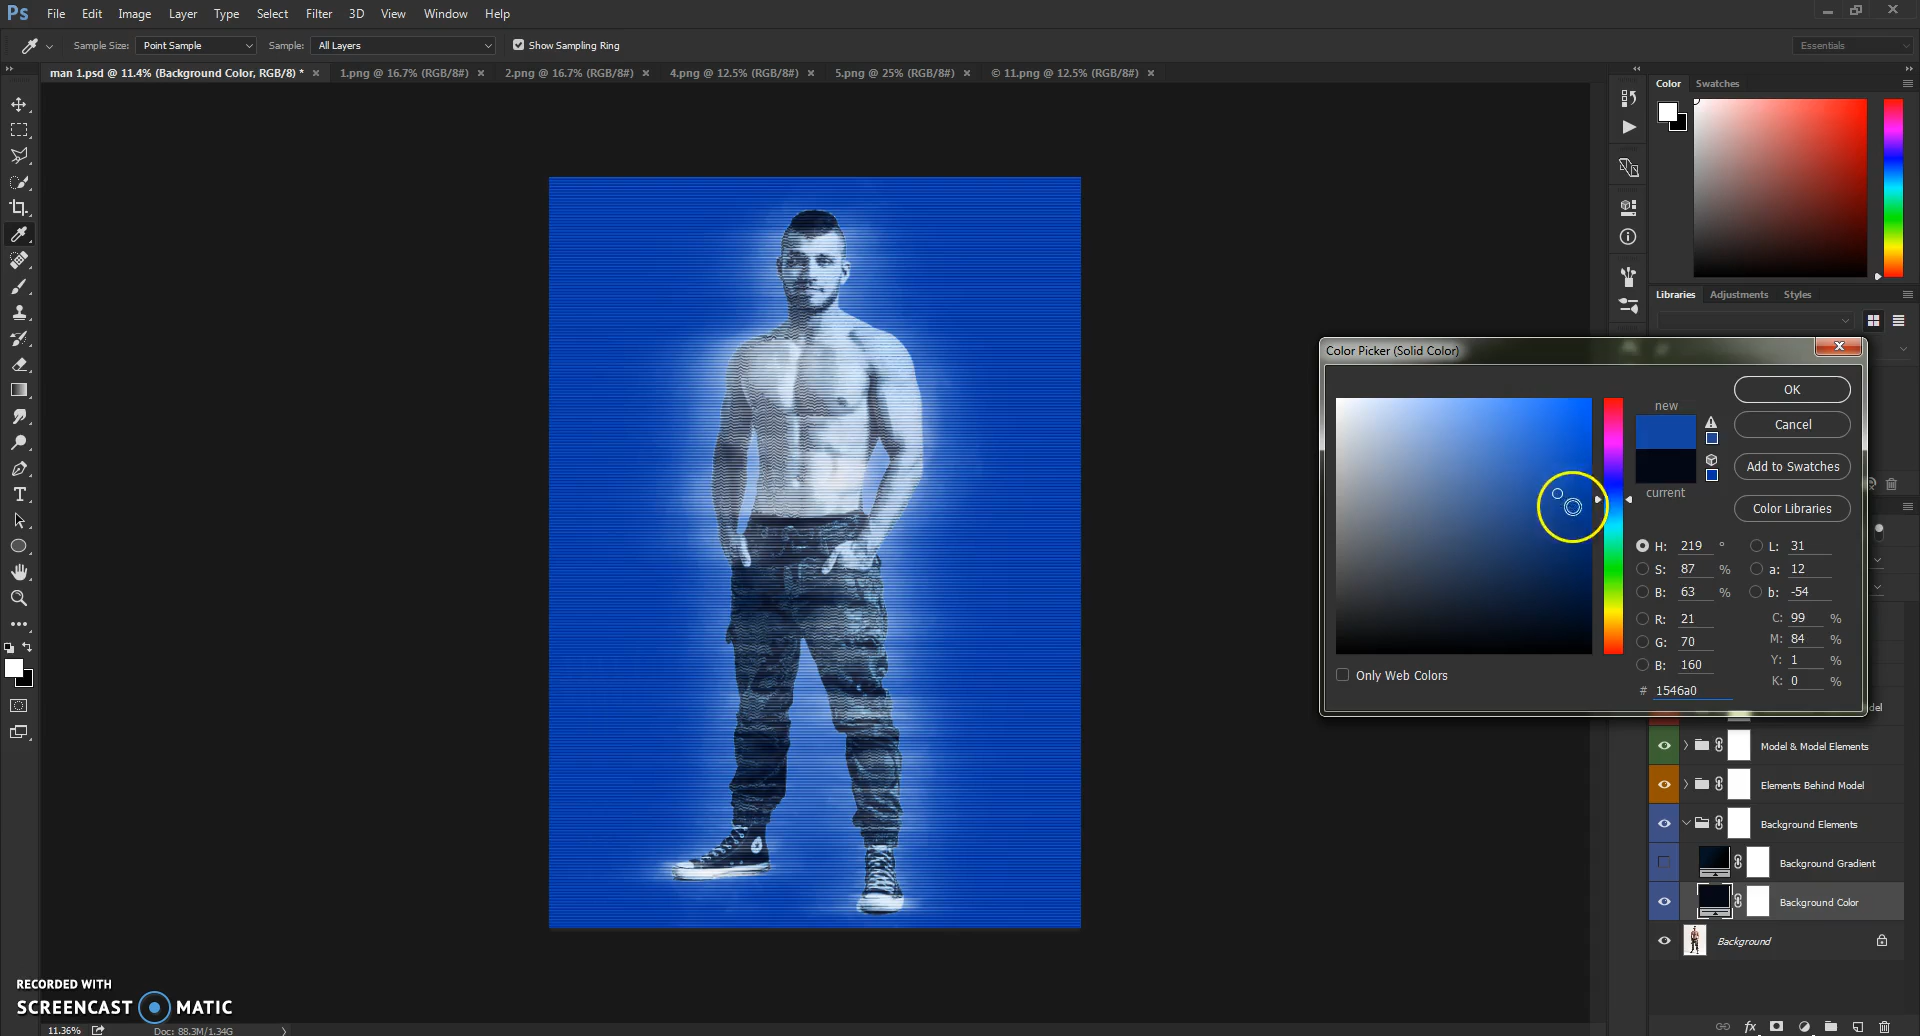 Ps File Edit Image Layer Type Select Filter 3D View Window Help
Sample Size: Point Sample Sample: All Layers Show Sampling Ring Essentials
man 1.psd @ 11.4% (Background Color, RGB/8) * × 1.png @ 16.7% (RGB/8#) × 2.png @ 16.7% (RGB/8#) × 4.png @ 12.5% (RGB/8#) × 5.png @ 25% (RGB/8#) × © 11.png @ 12.5% (RGB/8#) ×
Color Swatches
Libraries Adjustments Styles
Color Picker (Solid Color)
new
current
OK
Cancel
Add to Swatches
Color Libraries
H: 219 ° L: 31
S: 87 % a: 12
B: 63 % b: -54
R: 21 C: 99 %
G: 70 M: 84 %
B: 160 Y: 1 %
K: 0 %
# 1546a0
Only Web Colors
Model & Model Elements
Elements Behind Model
Background Elements
Background Gradient
Background Color
Background
RECORDED WITH
SCREENCAST MATIC
11.36% Doc: 88.3M/1.34G
fx